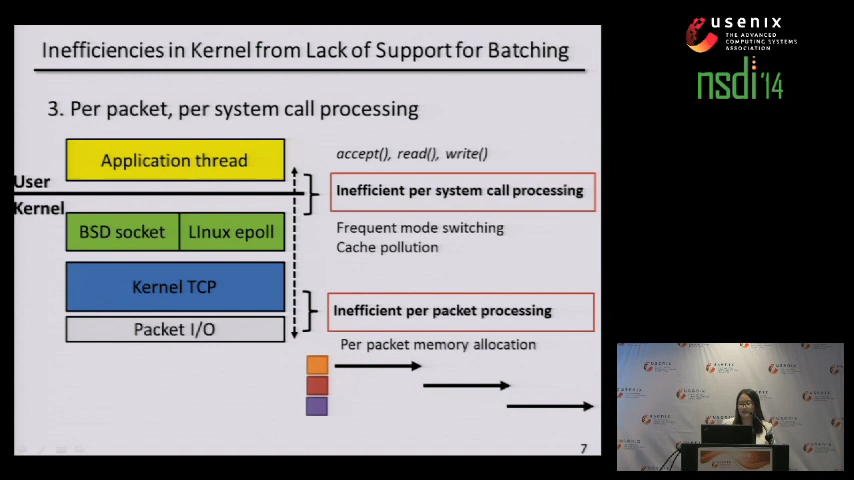 Inefficiencies in Kernel from Lack of Support for Batching
3. Per packet, per system call processing
Application thread
User
Kernel
BSD socket
LInux epoll
Kernel TCP
Packet I/O
accept(), read(), write()
Inefficient per system call processing
Frequent mode switching
Cache pollution
Inefficient per packet processing
Per packet memory allocation
7
usenix
THE ADVANCED
COMPUTING SYSTEMS
ASSOCIATION
nsdi '14
usenix